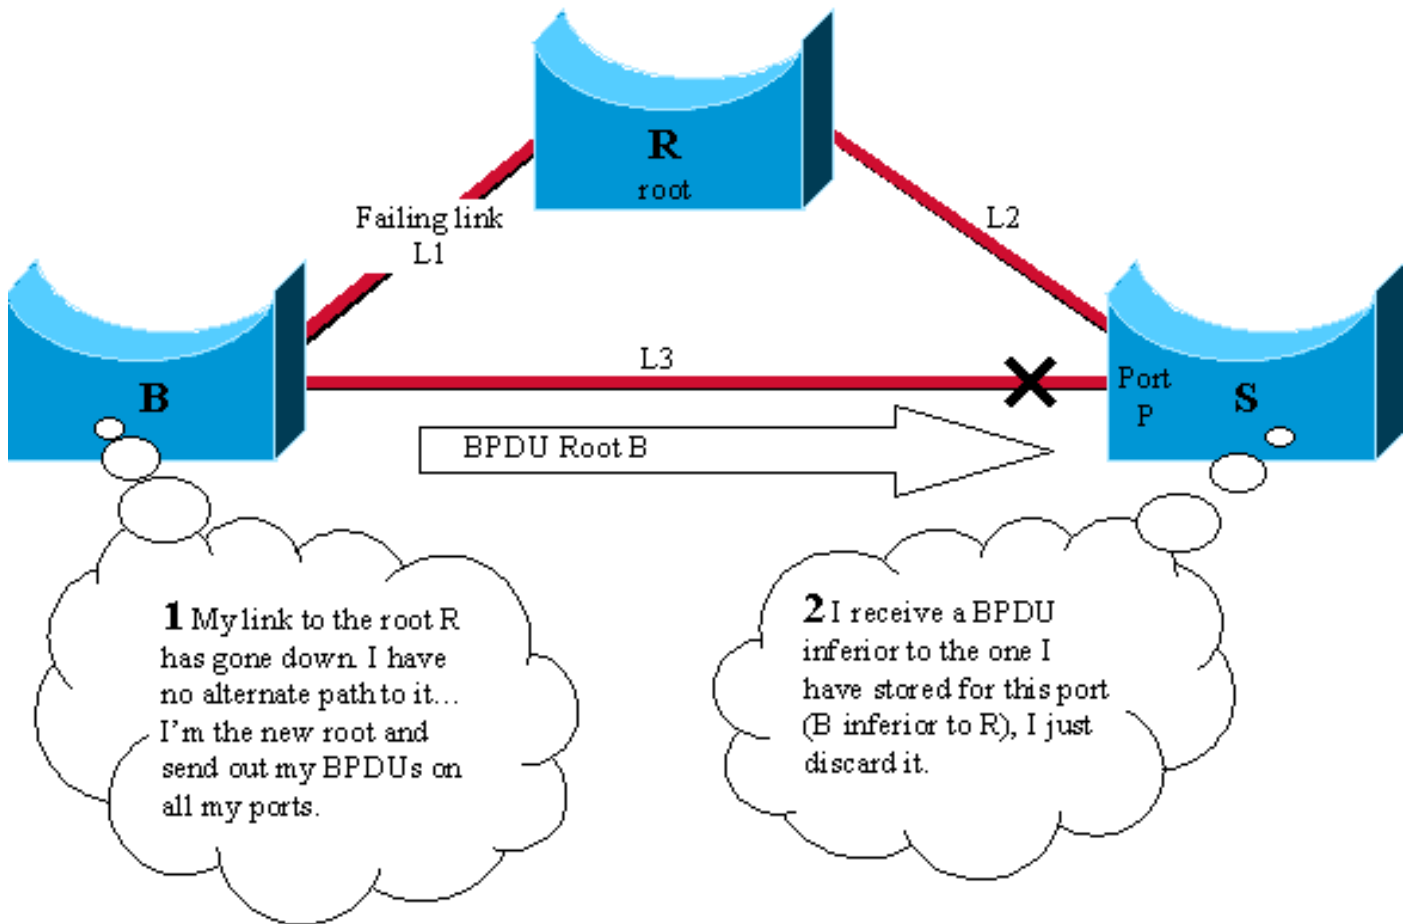 R
root
Failing link
L1
L2
L3
B
Port
P
S
BPDU Root B
1 My link to the root R
has gone down. I have
no alternate path to it...
I'm the new root and
send out my BPDUs on
all my ports.
2 I receive a BPDU
inferior to the one I
have stored for this port
(B inferior to R), I just
discard it.